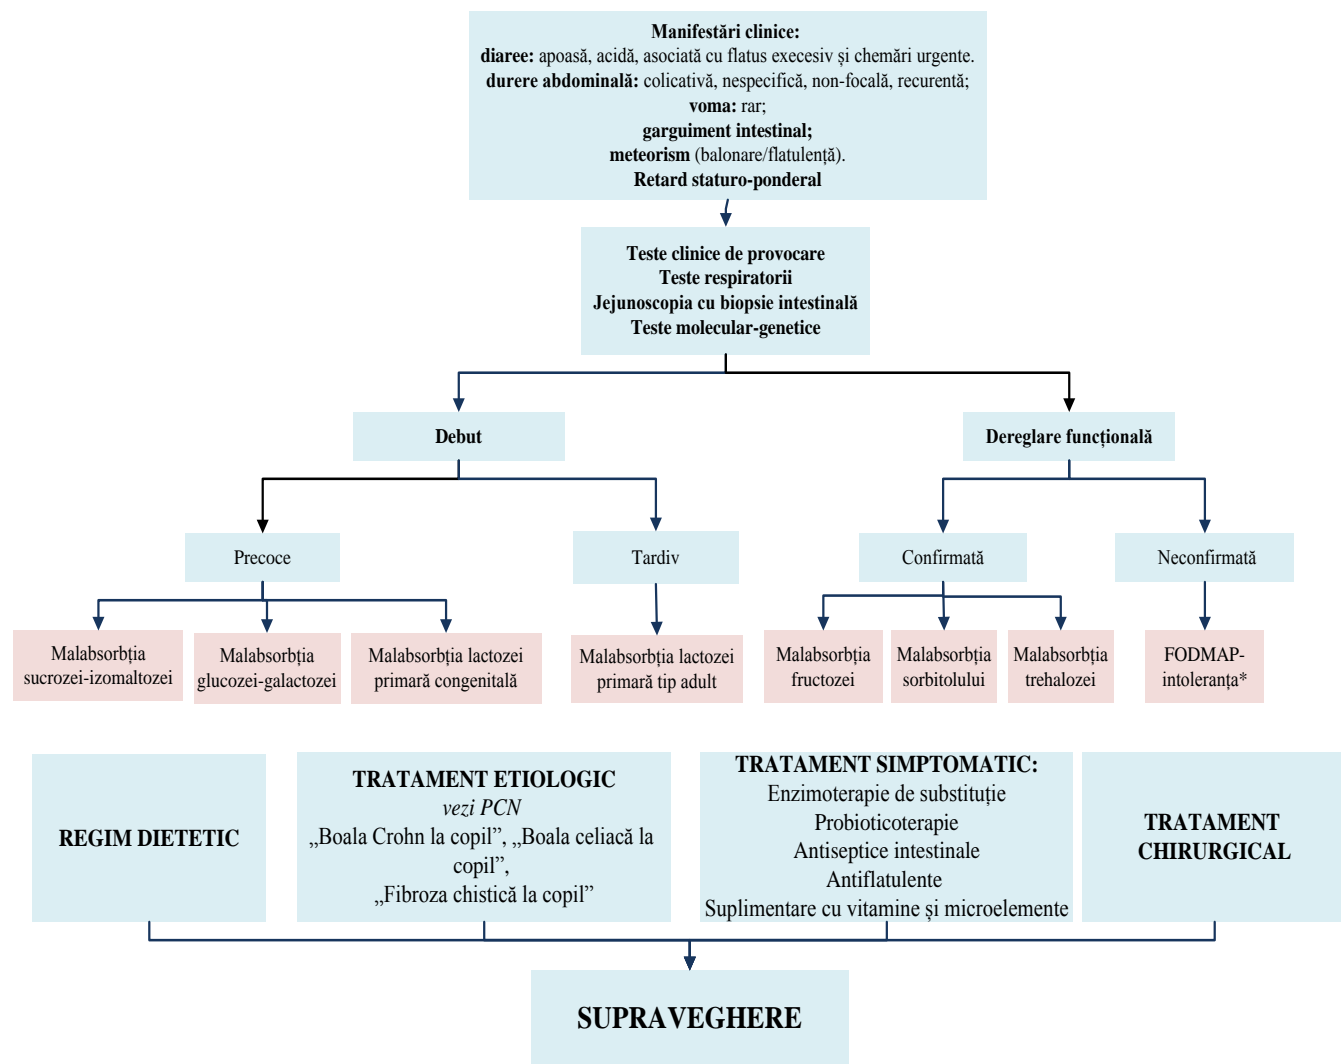 Manifestări clinice:
diaree: apoasă, acidă, asociată cu flatus execesiv și chemări urgente.
durere abdominală: colicativă, nespecifică, non-focală, recurentă;
voma: rar;
garguiment intestinal;
meteorism (balonare/flatulență).
Retard staturo-ponderal
Teste clinice de provocare
Teste respiratorii
Jejunoscopia cu biopsie intestinală
Teste molecular-genetice
Debut
Dereglare funcțională
Precoce
Tardiv
Confirmată
Neconfirmată
Malabsorbția
sucrozei-izomaltozei
Malabsorbția
glucozei-galactozei
Malabsorbția lactozei
primară congenitală
Malabsorbția lactozei
primară tip adult
Malabsorbția
fructozei
Malabsorbția
sorbitolului
Malabsorbția
trehalozei
FODMAP-
intoleranța*
REGIM DIETETIC
TRATAMENT ETIOLOGIC
vezi PCN
„Boala Crohn la copil”, „Boala celiacă la
copil”,
„Fibroza chistică la copil”
TRATAMENT SIMPTOMATIC:
Enzimoterapie de substituție
Probioticoterapie
Antiseptice intestinale
Antiflatulente
Suplimentare cu vitamine și microelemente
TRATAMENT
CHIRURGICAL
SUPRAVEGHERE